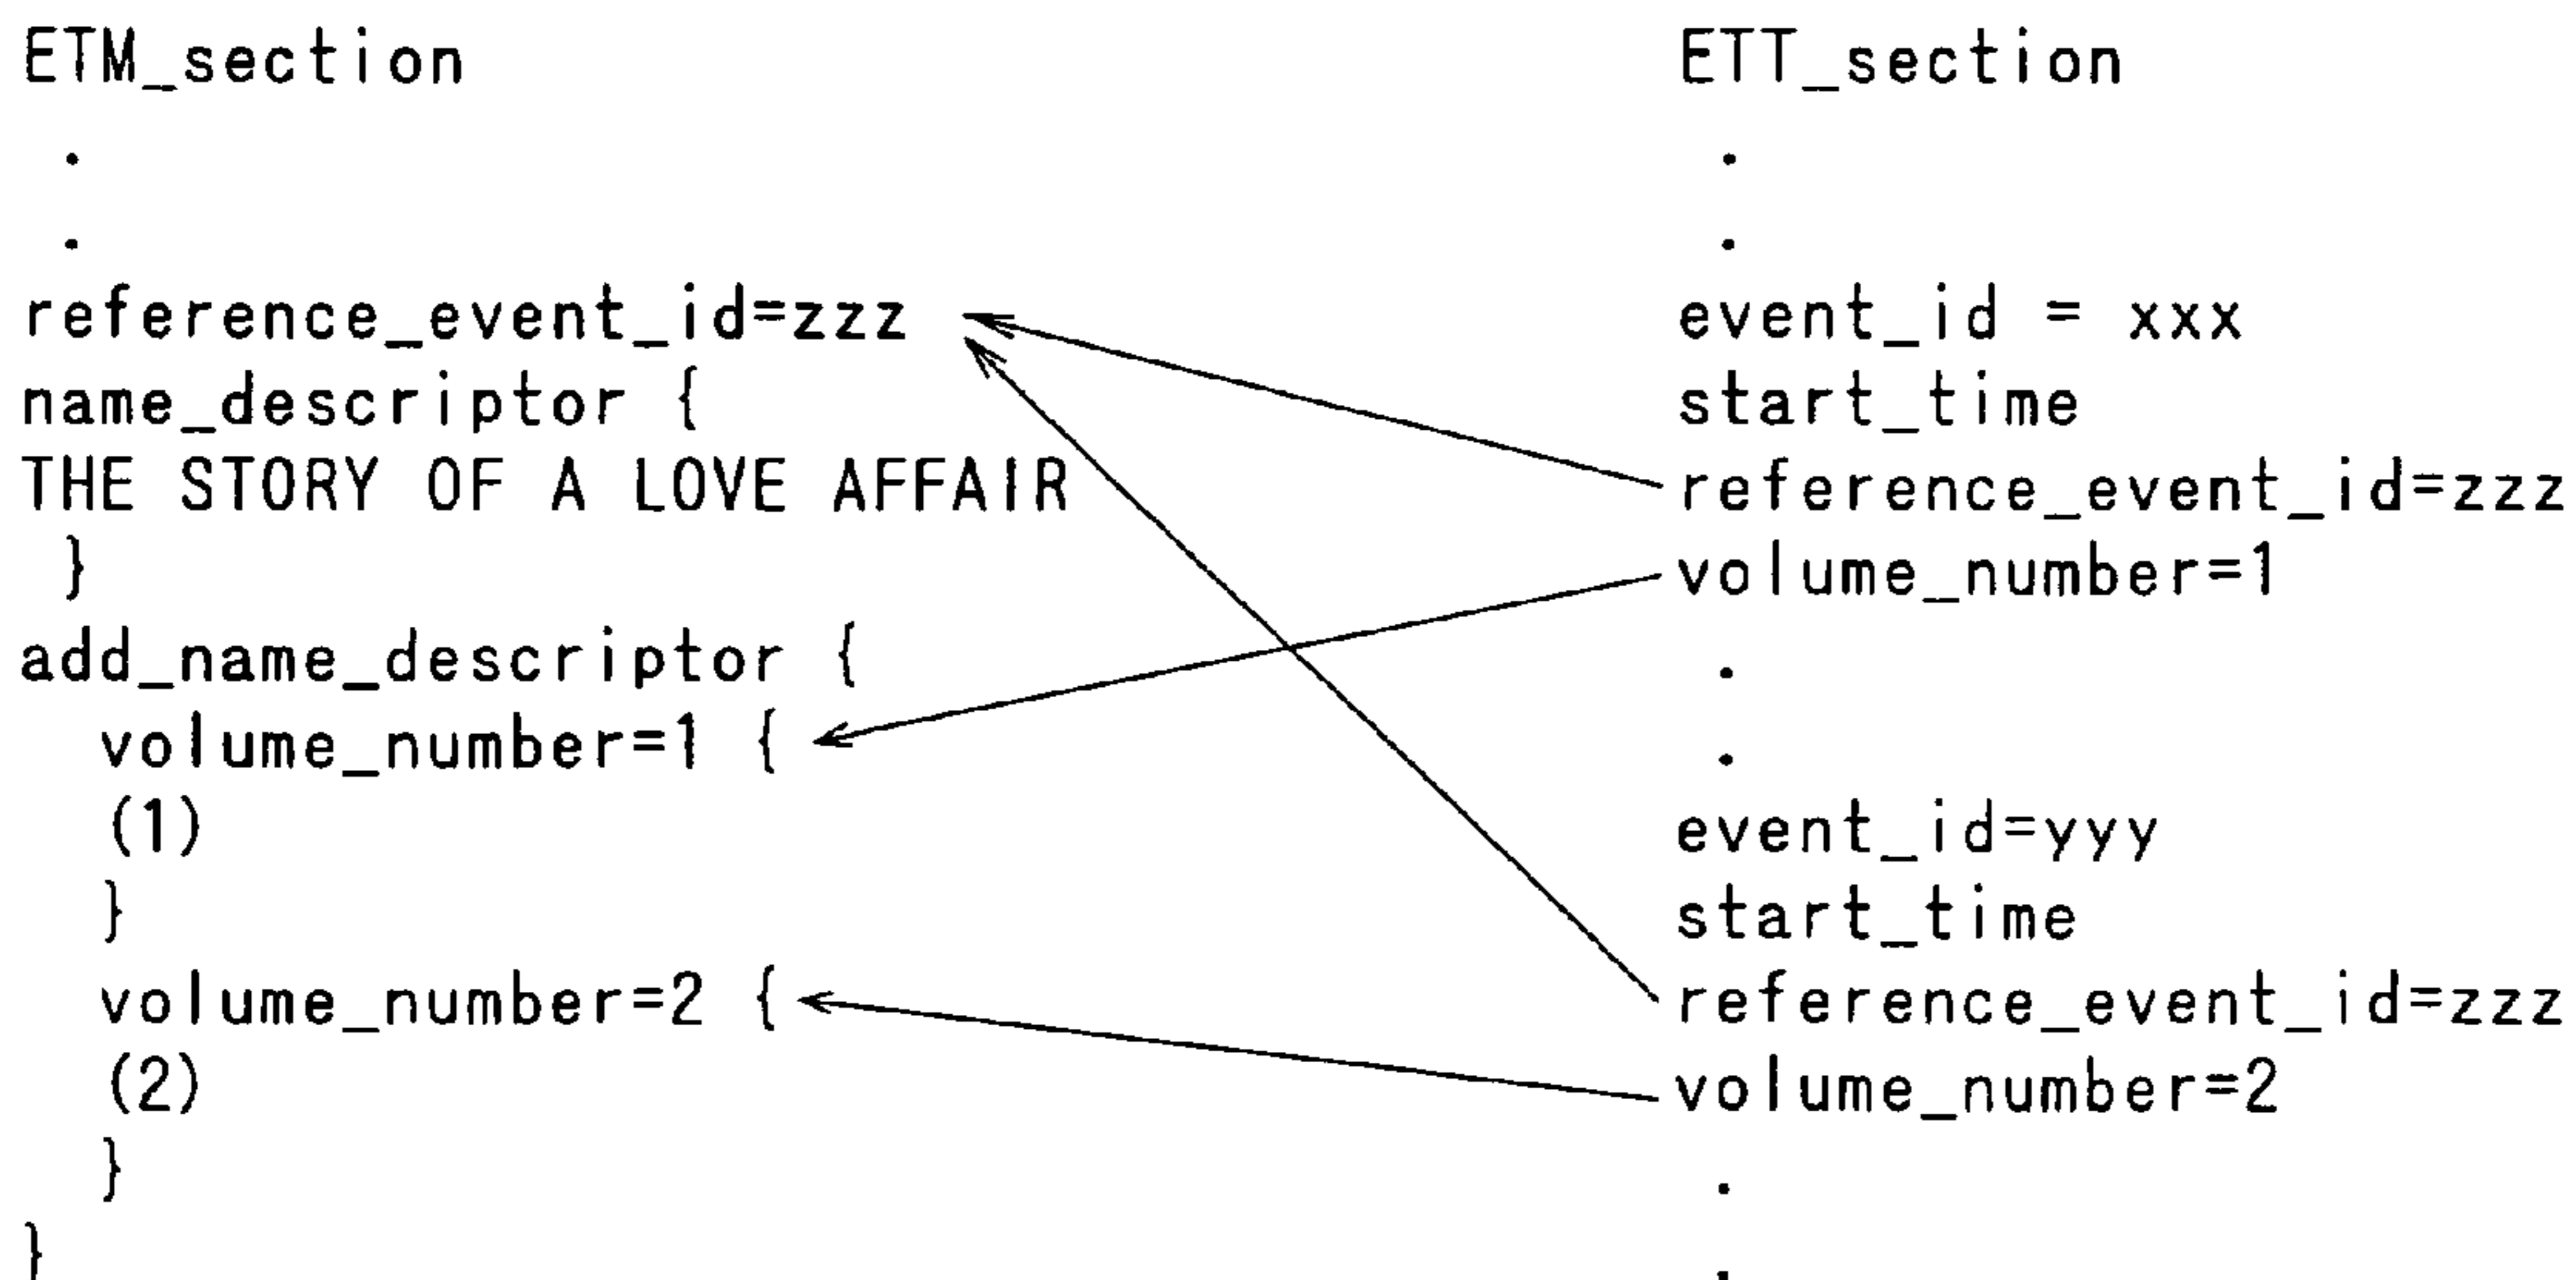 ETM_section
.
.
reference_event_id=zzz
name_descriptor {
THE STORY OF A LOVE AFFAIR
}
add_name_descriptor {
volume_number=1 {
(1)
}
volume_number=2 {
(2)
}
}
ETT_section
.
.
event_id = xxx
start_time
reference_event_id=zzz
volume_number=1
.
.
event_id=yyy
start_time
reference_event_id=zzz
volume_number=2
.
.